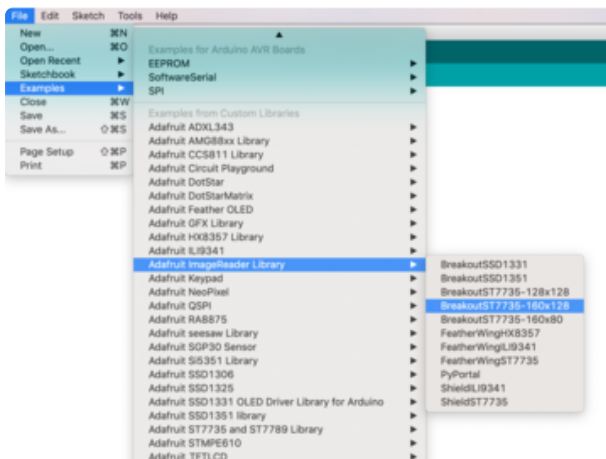 File Edit Sketch Tools Help
New ⌘N
Open... ⌘O
Open Recent
Sketchbook
Examples
Close ⌘W
Save ⌘S
Save As... ⇧⌘S
Page Setup ⇧⌘P
Print ⌘P
Examples for Arduino AVR Boards
EEPROM
SoftwareSerial
SPI
Examples from Custom Libraries
Adafruit ADXL343
Adafruit AMG88xx Library
Adafruit CCS811 Library
Adafruit Circuit Playground
Adafruit DotStar
Adafruit DotStarMatrix
Adafruit Feather OLED
Adafruit GFX Library
Adafruit HX8357 Library
Adafruit ILI9341
Adafruit ImageReader Library
Adafruit Keypad
Adafruit NeoPixel
Adafruit QSPI
Adafruit RA8875
Adafruit seesaw Library
Adafruit SGP30 Sensor
Adafruit Si5351 Library
Adafruit SSD1306
Adafruit SSD1325
Adafruit SSD1331 OLED Driver Library for Arduino
Adafruit SSD1351 library
Adafruit ST7735 and ST7789 Library
Adafruit STMPE610
Adafruit TFTLCD
BreakoutSSD1331
BreakoutSSD1351
BreakoutST7735-128x128
BreakoutST7735-160x128
BreakoutST7735-160x80
FeatherWingHX8357
FeatherWingILI9341
FeatherWingST7735
PyPortal
ShieldILI9341
ShieldST7735